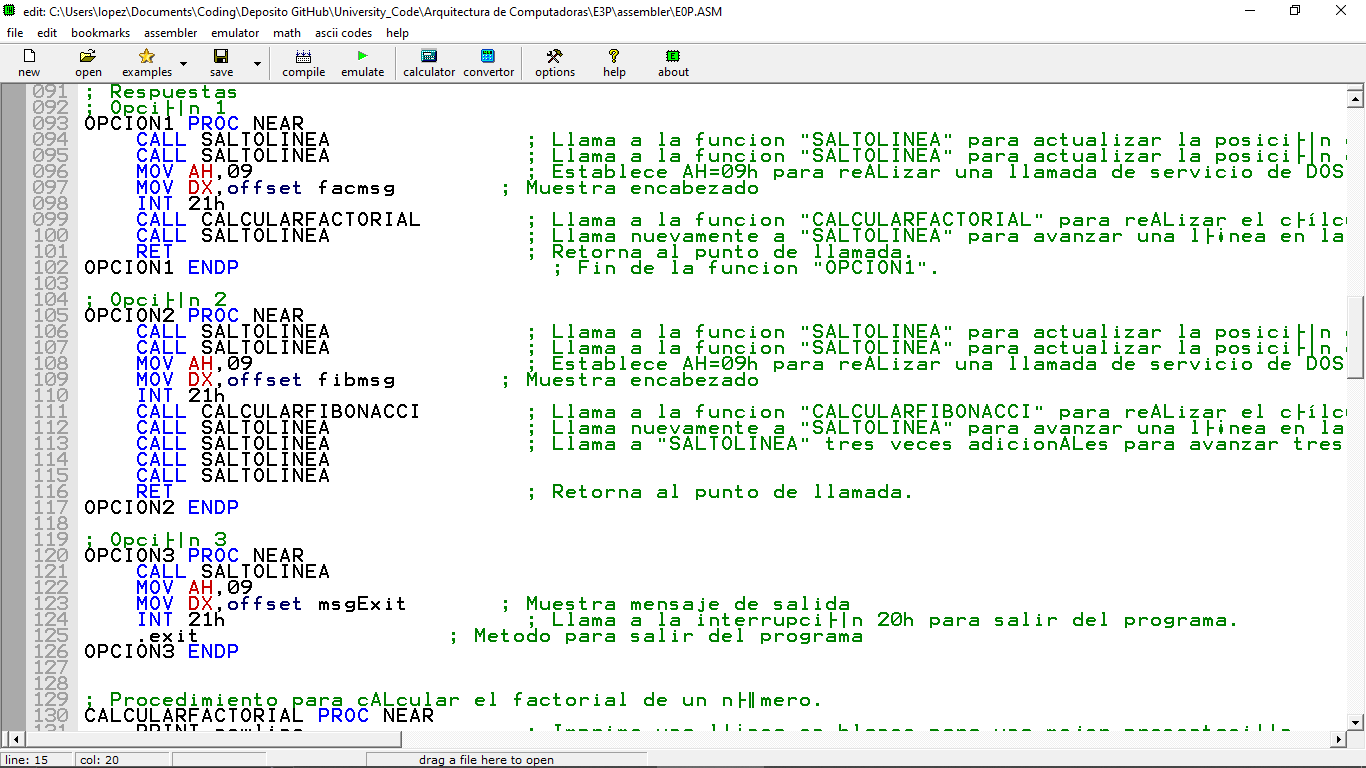 edit: C:\Users\lopez\Documents\Coding\Deposito GitHub\University_Code\Arquitectura de Computadoras\E3P\assembler\E0P.ASM
file edit bookmarks assembler emulator math ascii codes help
new open examples save compile emulate calculator convertor options help about
091 ; Respuestas
092 ; Opci├│n 1
093 OPCION1 PROC NEAR
094 CALL SALTOLINEA ; Llama a la funcion "SALTOLINEA" para actualizar la posici├│n
095 CALL SALTOLINEA ; Llama a la funcion "SALTOLINEA" para actualizar la posici├│n
096 MOV AH,09 ; Establece AH=09h para reALizar una llamada de servicio de DOS
097 MOV DX,offset facmsg ; Muestra encabezado
098 INT 21h
099 CALL CALCULARFACTORIAL ; Llama a la funcion "CALCULARFACTORIAL" para reALizar el c├ílcu
100 CALL SALTOLINEA ; Llama nuevamente a "SALTOLINEA" para avanzar una l├¡nea en la
101 RET ; Retorna al punto de llamada.
102 OPCION1 ENDP ; Fin de la funcion "OPCION1".
103
104 ; Opci├│n 2
105 OPCION2 PROC NEAR
106 CALL SALTOLINEA ; Llama a la funcion "SALTOLINEA" para actualizar la posici├│n
107 CALL SALTOLINEA ; Llama a la funcion "SALTOLINEA" para actualizar la posici├│n
108 MOV AH,09 ; Establece AH=09h para reALizar una llamada de servicio de DOS
109 MOV DX,offset fibmsg ; Muestra encabezado
110 INT 21h
111 CALL CALCULARFIBONACCI ; Llama a la funcion "CALCULARFIBONACCI" para reALizar el c├ílcu
112 CALL SALTOLINEA ; Llama nuevamente a "SALTOLINEA" para avanzar una l├¡nea en la
113 CALL SALTOLINEA ; Llama a "SALTOLINEA" tres veces adicionALes para avanzar tres
114 CALL SALTOLINEA
115 CALL SALTOLINEA
116 RET ; Retorna al punto de llamada.
117 OPCION2 ENDP
118
119 ; Opci├│n 3
120 OPCION3 PROC NEAR
121 CALL SALTOLINEA
122 MOV AH,09
123 MOV DX,offset msgExit ; Muestra mensaje de salida
124 INT 21h ; Llama a la interrupci├│n 20h para salir del programa.
125 .exit ; Metodo para salir del programa
126 OPCION3 ENDP
127
128
129 ; Procedimiento para cALcular el factorial de un n├║mero.
130 CALCULARFACTORIAL PROC NEAR
line: 15 col: 20 drag a file here to open